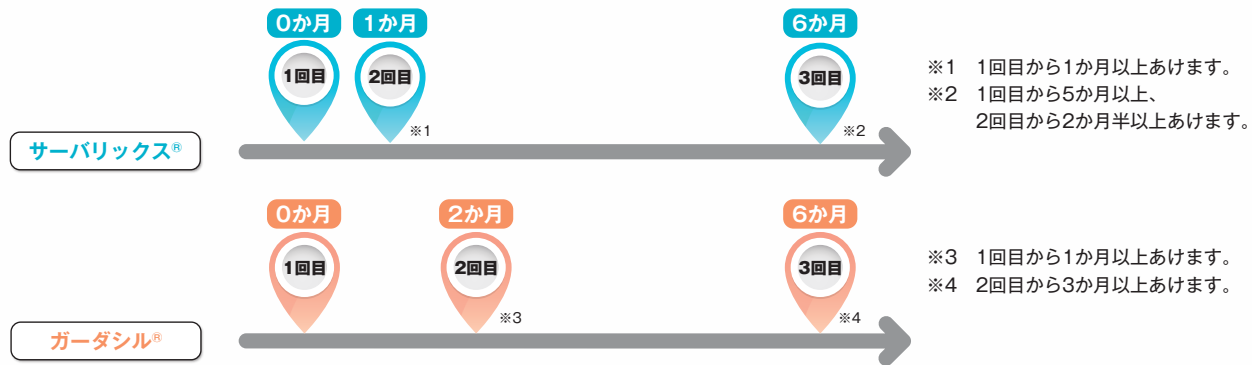 0か月 1か月 6か月
1回目 2回目 3回目
※1 ※2
サーバリックス®
※1 1回目から1か月以上あけます。
※2 1回目から5か月以上、
2回目から2か月半以上あけます。
0か月 2か月 6か月
1回目 2回目 3回目
※3 ※4
ガーダシル®
※3 1回目から1か月以上あけます。
※4 2回目から3か月以上あけます。